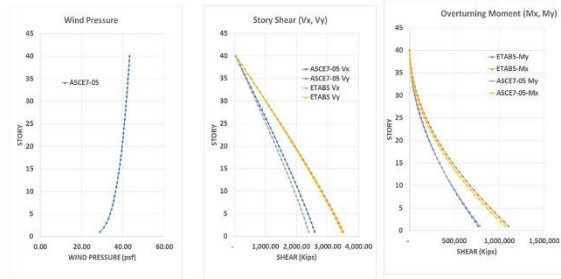 Wind Pressure
45
40
35
30
25
20
15
10
5
0
STORY
ASCE7-05
0.00 20.00 40.00 60.00
WIND PRESSURE (psf)
Story Shear (Vx, Vy)
45
40
35
30
25
20
15
10
5
0
STORY
ASCE7-05 Vx
ASCE7-05 Vy
ETABS Vx
ETABS Vy
- 1,000.00 2,000.00 3,000.00 4,000.00
SHEAR (Kips)
Overturning Moment (Mx, My)
45
40
35
30
25
20
15
10
5
0
STORY
ETABS-My
ETABS-Mx
ASCE7-05 My
ASCE7-05-Mx
- 500,000 1,000,000 1,500,000
SHEAR (Kips)